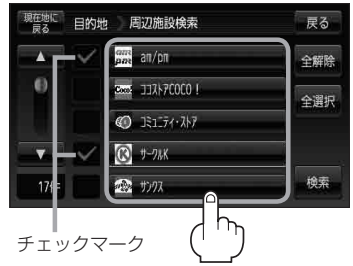 現在地に
戻る
目的地 周辺施設検索
戻る
am/pm
全解除
ココストアCOCO!
全選択
コミュニティ・ストア
サークルK
17件
サンクス
検索
チェックマーク